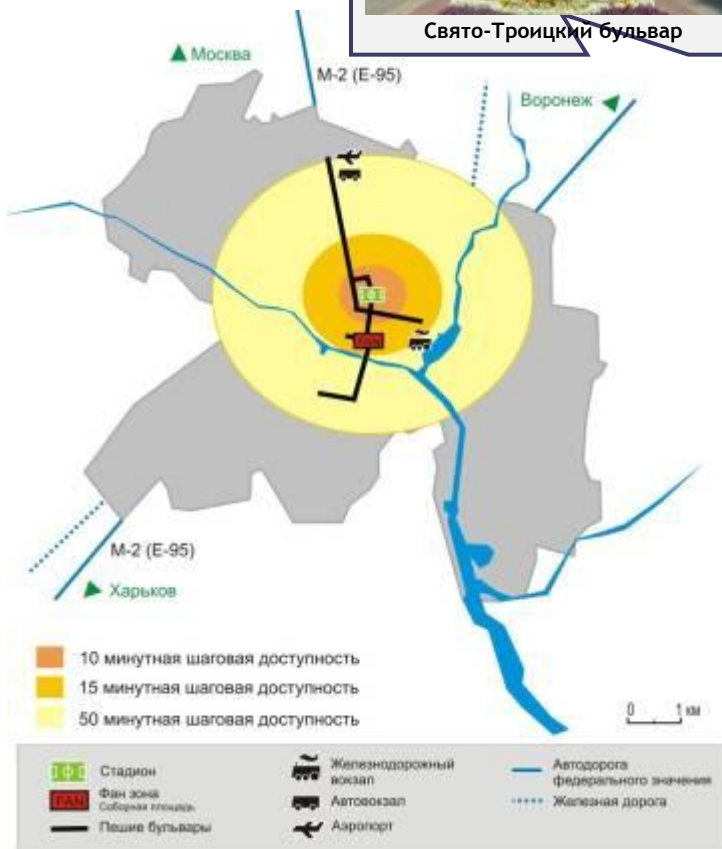 Свято-Троицкий бульвар
Москва
М-2 (Е-95)
Воронеж
FAN
М-2 (Е-95)
Харьков
10 минутная шаговая доступность
15 минутная шаговая доступность
50 минутная шаговая доступность
0 1 км
Стадион
FAN
Фан зона
Соборная площадь
Пешие бульвары
Железнодорожный
вокзал
Автовокзал
Аэропорт
Автодорога
федерального значения
Железная дорога